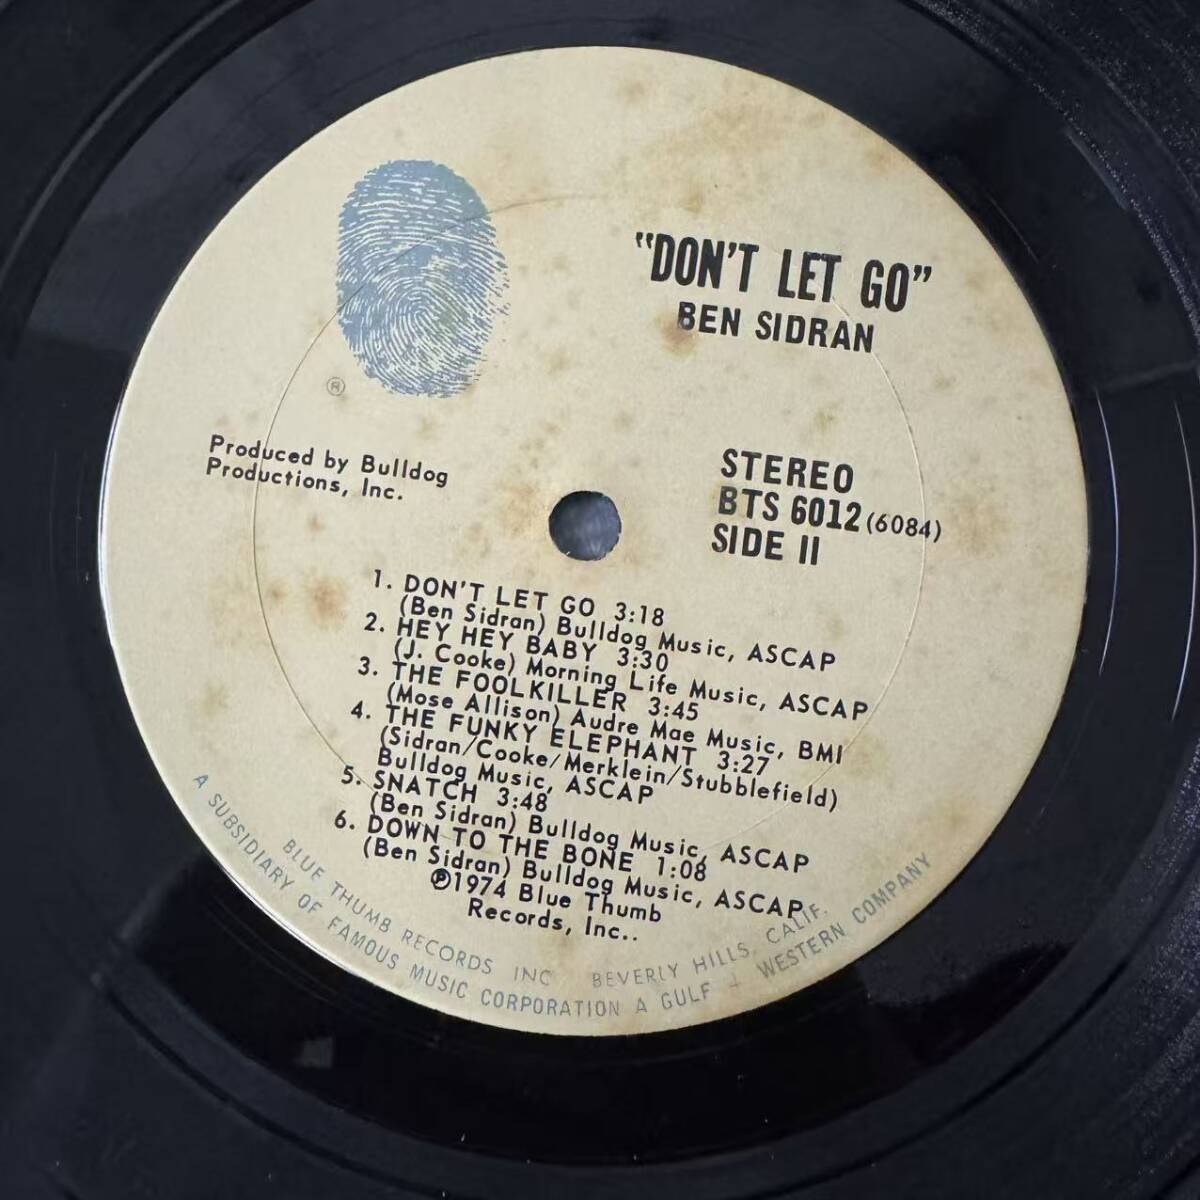 "DON'T LET GO"
BEN SIDRAN
®
Produced by Bulldog
Productions, Inc.
STEREO
BTS 6012 (6084)
SIDE II
1. DON'T LET GO 3:18
(Ben Sidran) Bulldog Music, ASCAP
2. HEY HEY BABY 3:30
(J. Cooke) Morning Life Music, ASCAP
3. THE FOOLKILLER 3:45
(Mose Allison) Audre Mae Music, BMI
4. THE FUNKY ELEPHANT 3:27
(Sidran/Cooke/Merklein/Stubblefield)
Bulldog Music, ASCAP
5. SNATCH 3:48
(Ben Sidran) Bulldog Music, ASCAP
6. DOWN TO THE BONE 1:08
(Ben Sidran) Bulldog Music, ASCAP
℗1974 Blue Thumb
Records, Inc..
BLUE THUMB RECORDS INC BEVERLY HILLS, CALIF.
A SUBSIDIARY OF FAMOUS MUSIC CORPORATION A GULF + WESTERN COMPANY